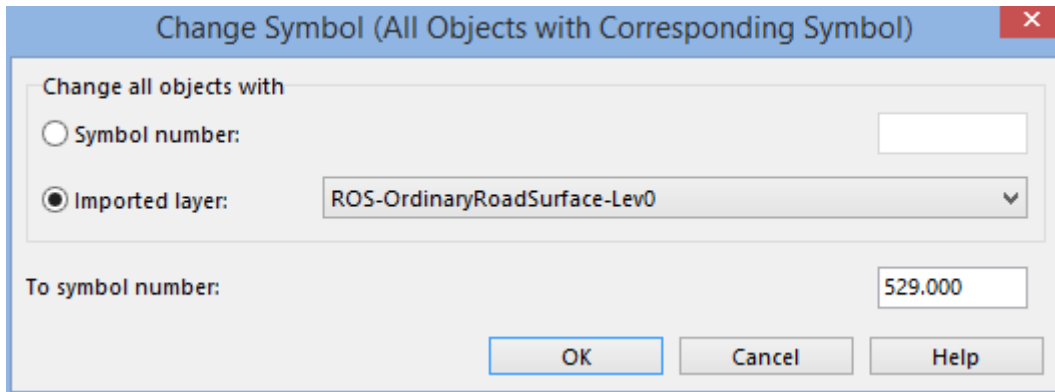 Change Symbol (All Objects with Corresponding Symbol)
Change all objects with
Symbol number:
Imported layer: ROS-OrdinaryRoadSurface-Lev0
To symbol number: 529.000
OK Cancel Help